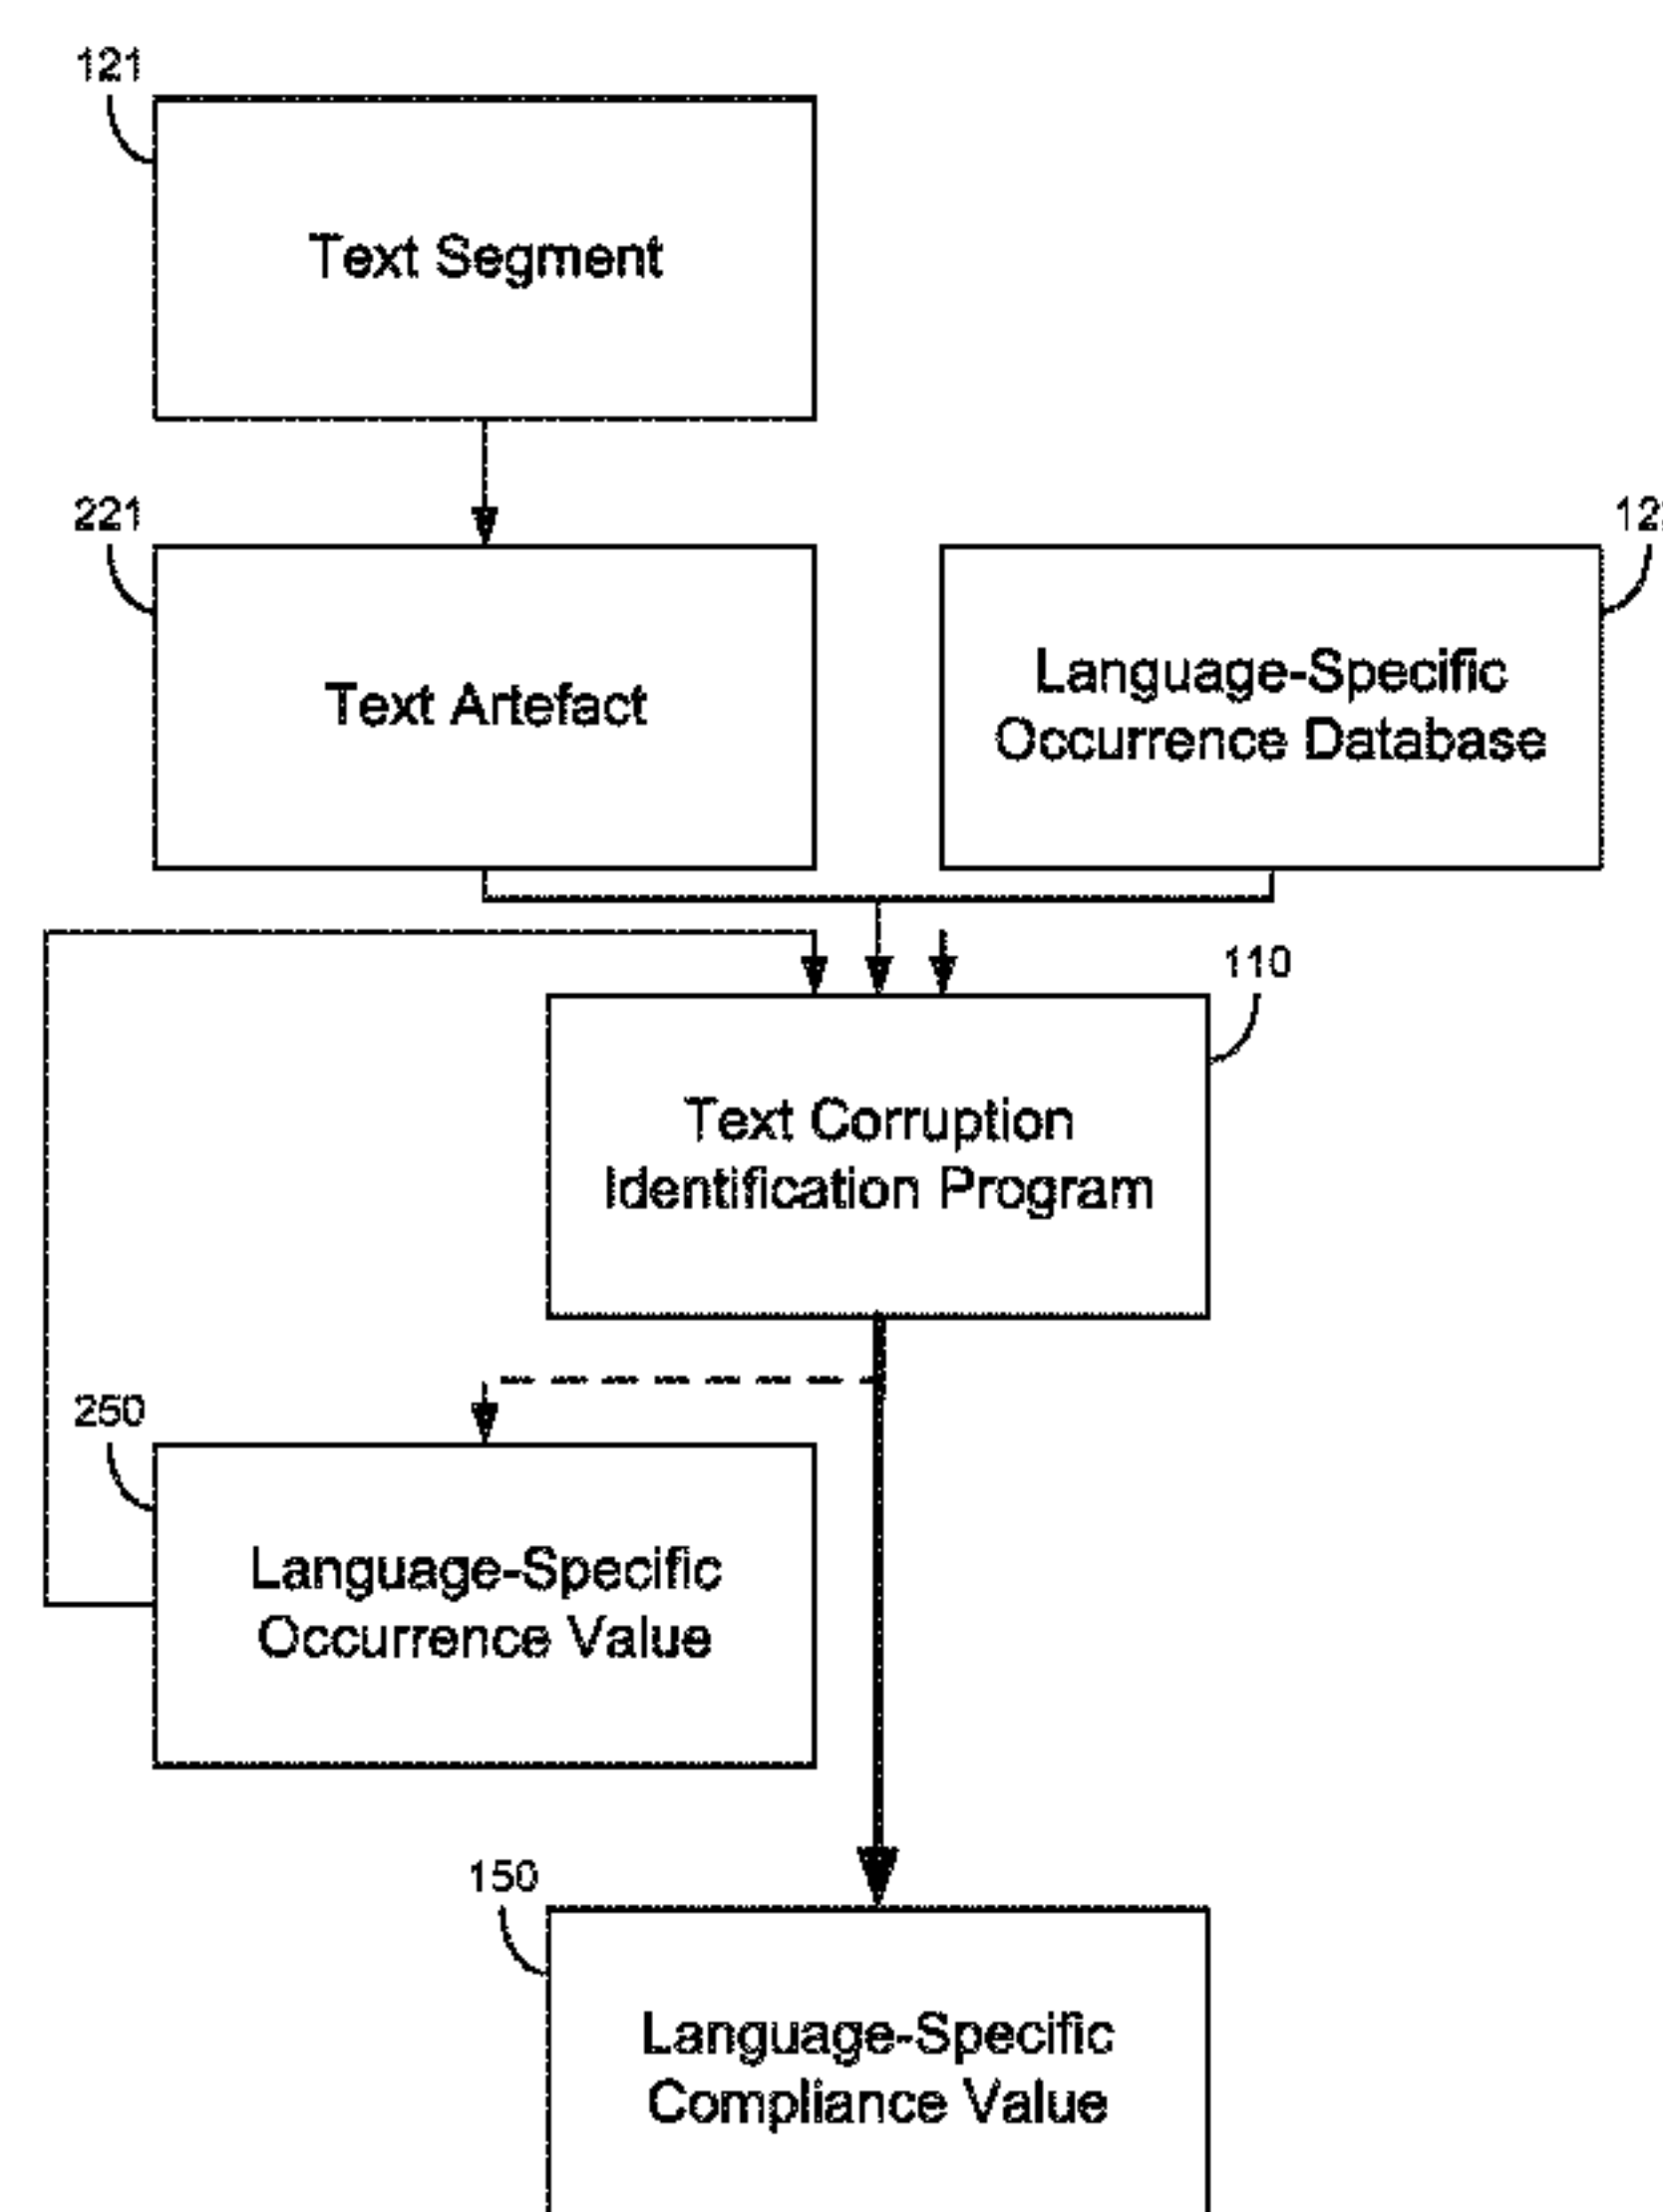 121
Text Segment
221
Text Artefact
Language-Specific
Occurrence Database
110
Text Corruption
Identification Program
250
Language-Specific
Occurrence Value
150
Language-Specific
Compliance Value